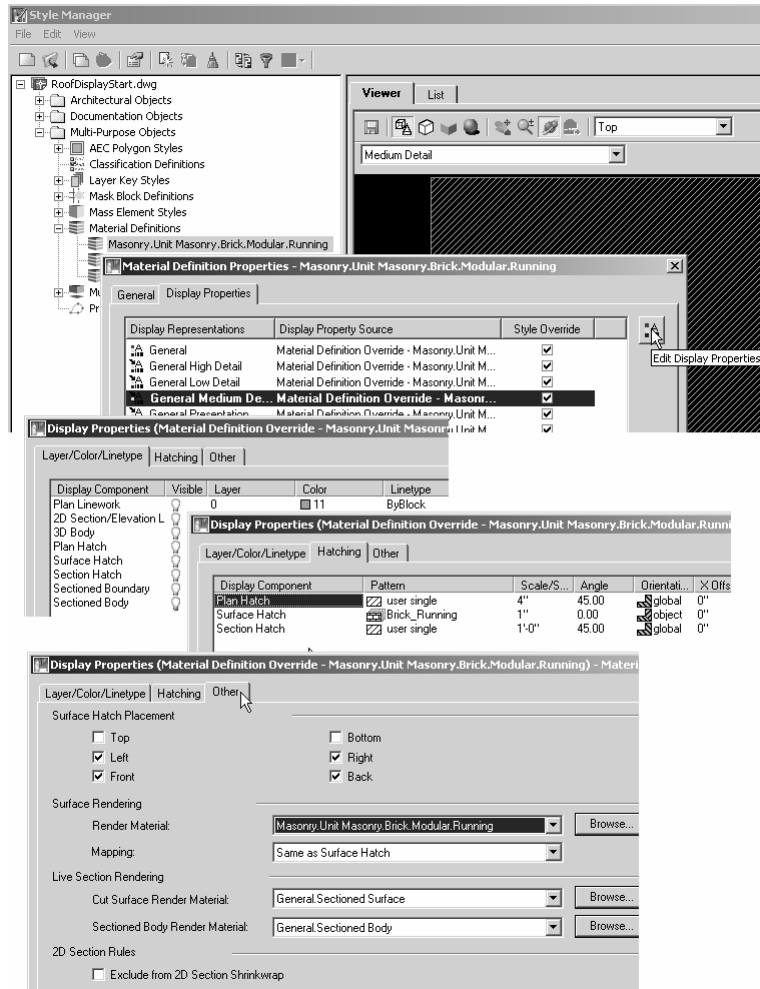 Style Manager
File Edit View
RoofDisplayStart.dwg
Architectural Objects
Documentation Objects
Multi-Purpose Objects
AEC Polygon Styles
Classification Definitions
Layer Key Styles
Mask Block Definitions
Mass Element Styles
Material Definitions
Masonry.Unit Masonry.Brick.Modular.Running
Mu
Pr
Viewer List
Top
Medium Detail
Material Definition Properties - Masonry.Unit Masonry.Brick.Modular.Running
General Display Properties
Display Representations Display Property Source Style Override
General Material Definition Override - Masonry.Unit M...
General High Detail Material Definition Override - Masonry.Unit M...
General Low Detail Material Definition Override - Masonry.Unit M...
General Medium De... Material Definition Override - Masonr...
General Presentation Material Definition Override - Masonry.Unit M
Edit Display Properties
Display Properties (Material Definition Override - Masonry.Unit Masonry
Layer/Color/Linetype Hatching Other
Display Component Visible Layer Color Linetype
Plan Linework 0 11 ByBlock
2D Section/Elevation L
3D Body
Plan Hatch
Surface Hatch
Section Hatch
Sectioned Boundary
Sectioned Body
Display Properties (Material Definition Override - Masonry.Unit Masonry.Brick.Modular.Runni
Layer/Color/Linetype Hatching Other
Display Component Pattern Scale/S... Angle Orientati... X Offs
Plan Hatch user single 4" 45.00 global 0"
Surface Hatch Brick_Running 1" 0.00 object 0"
Section Hatch user single 1'-0" 45.00 global 0"
Display Properties (Material Definition Override - Masonry.Unit Masonry.Brick.Modular.Running) - Materi
Layer/Color/Linetype Hatching Other
Surface Hatch Placement
Top Bottom
Left Right
Front Back
Surface Rendering
Render Material: Masonry.Unit Masonry.Brick.Modular.Running Browse...
Mapping: Same as Surface Hatch
Live Section Rendering
Cut Surface Render Material: General.Sectioned Surface Browse...
Sectioned Body Render Material: General.Sectioned Body Browse...
2D Section Rules
Exclude from 2D Section Shrinkwrap